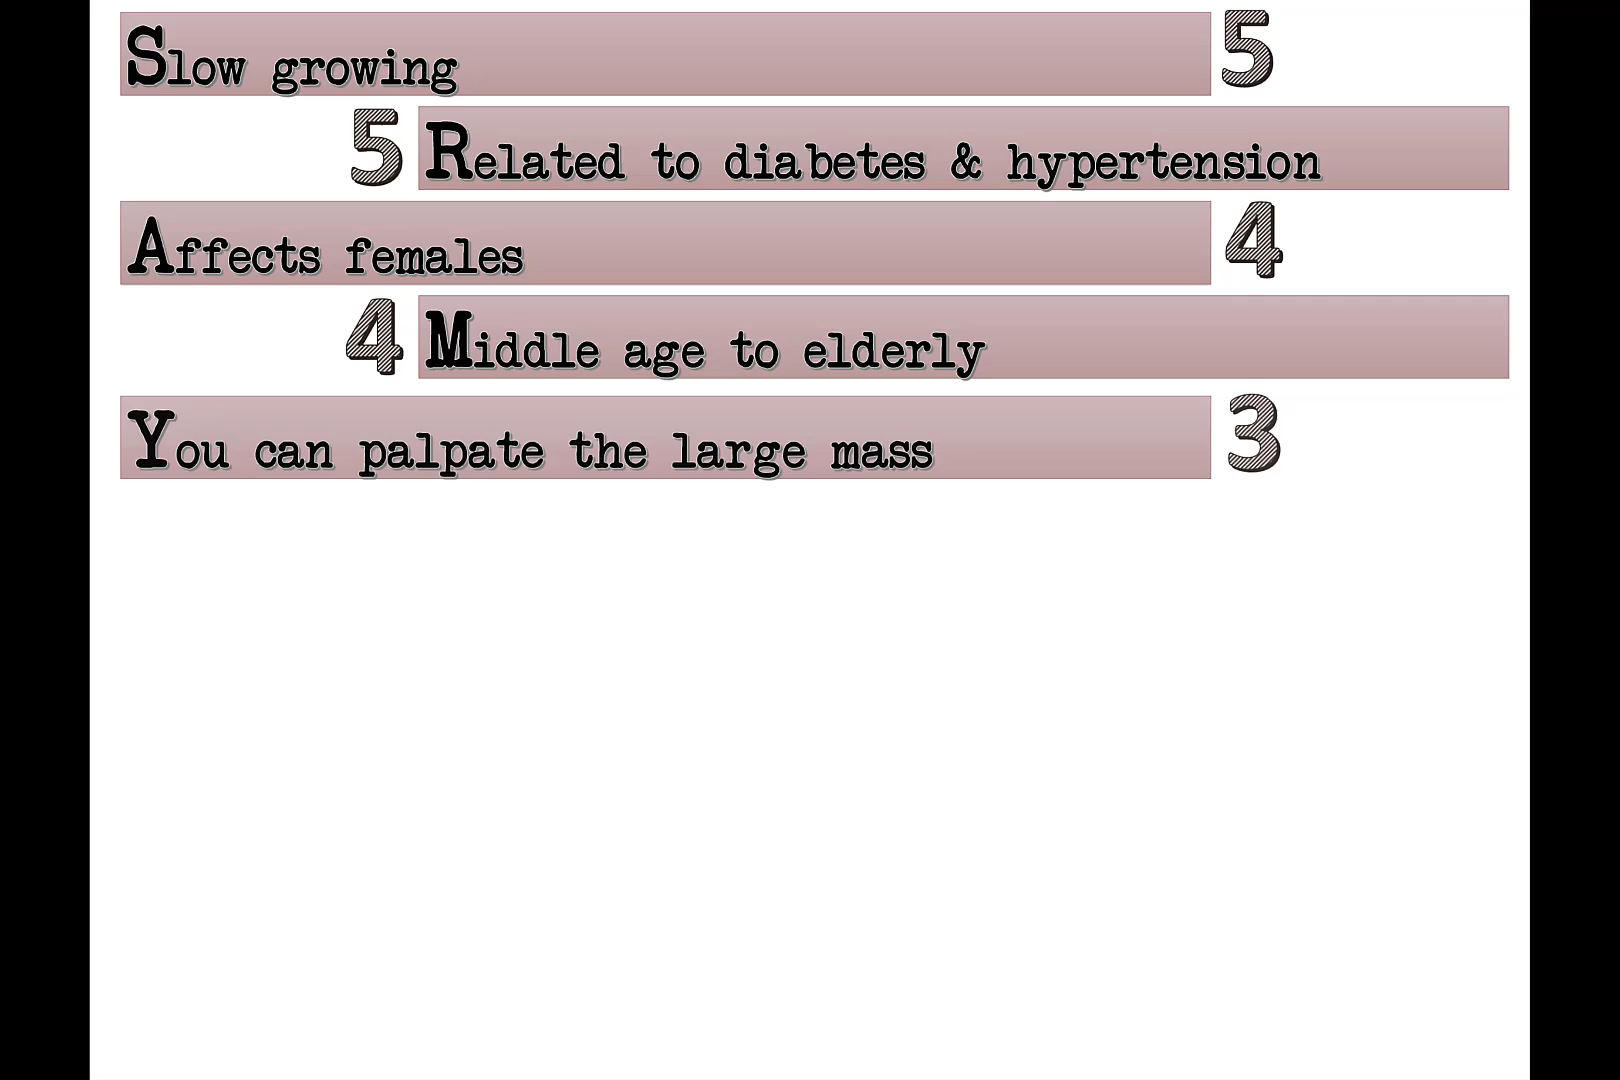 Slow growing 5
5 Related to diabetes & hypertension
Affects females 4
4 Middle age to elderly
You can palpate the large mass 3